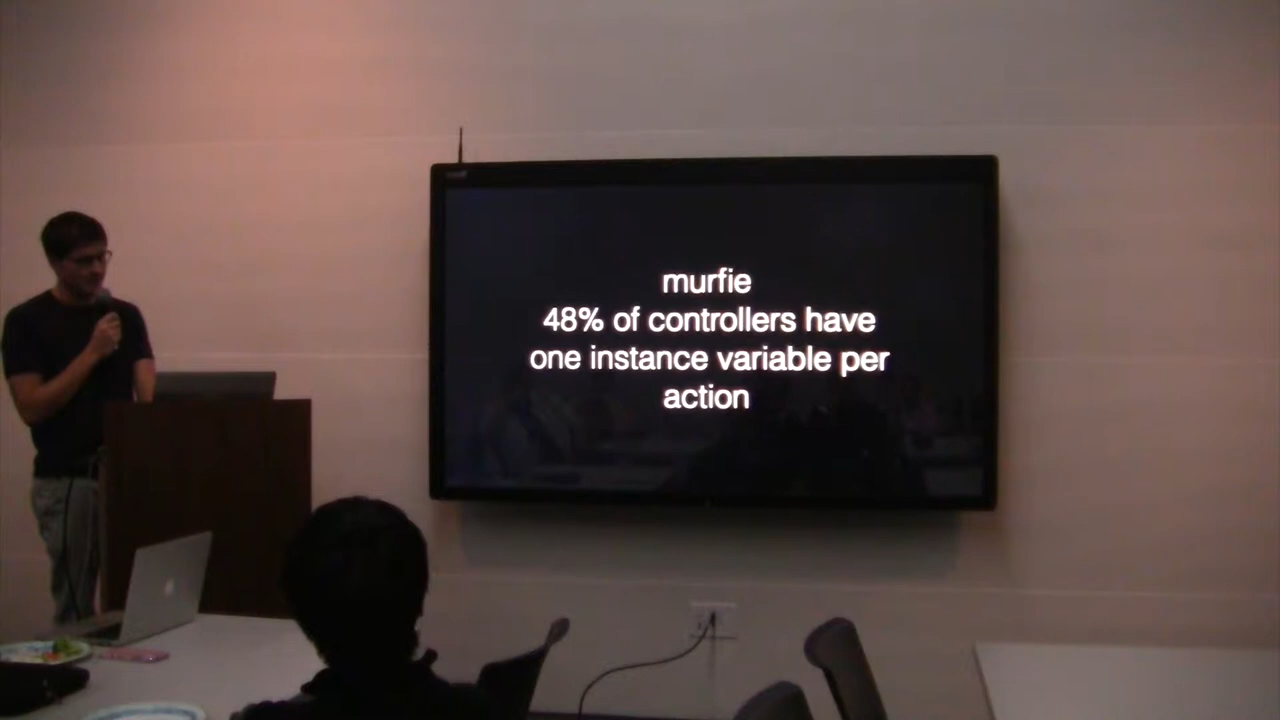 murfie
48% of controllers have
one instance variable per
action